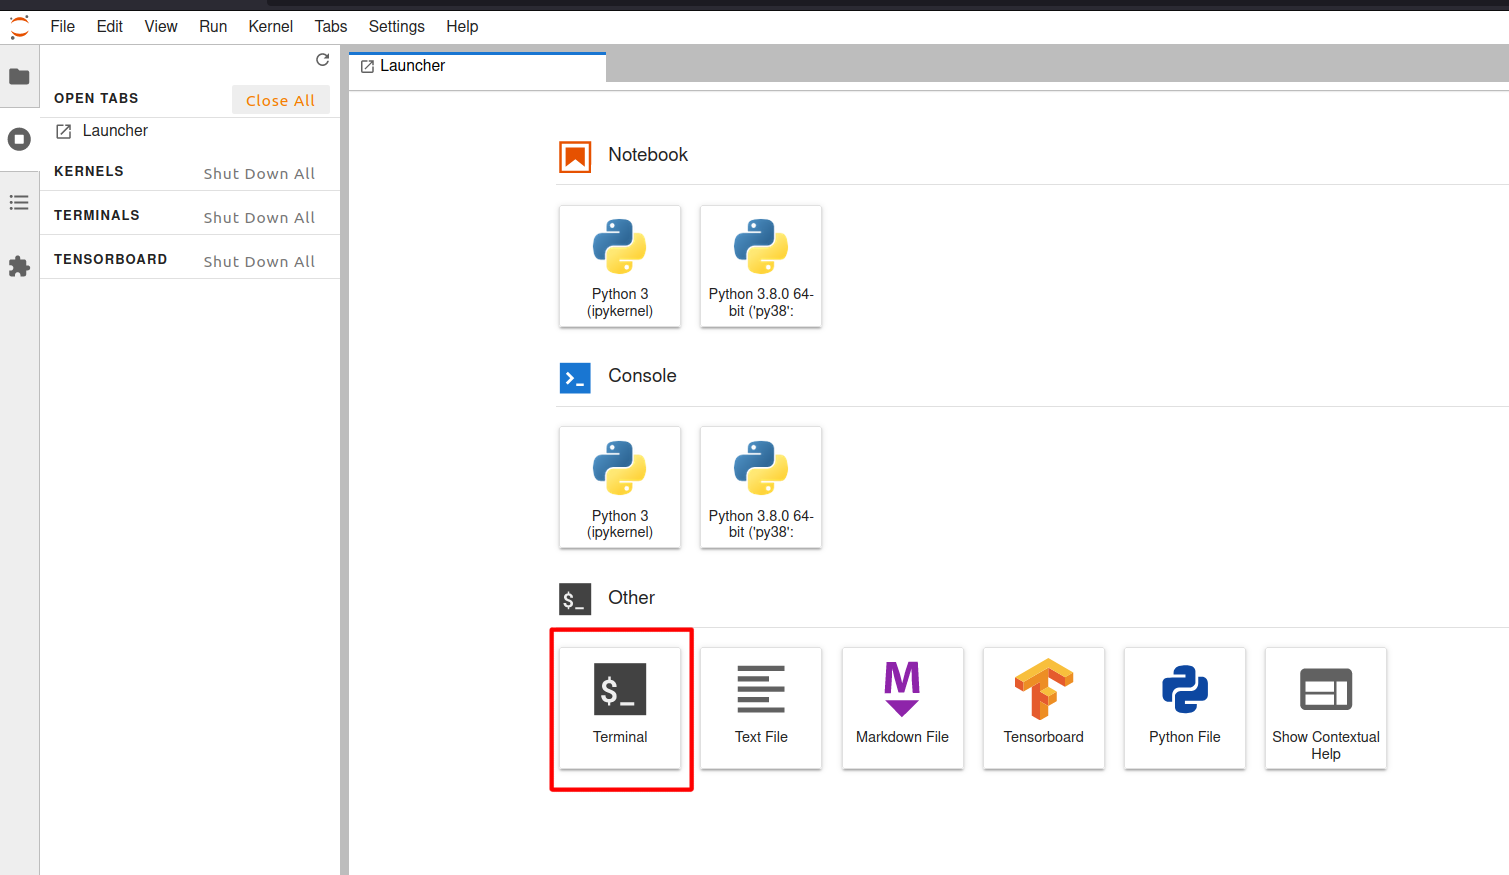 File Edit View Run Kernel Tabs Settings Help
OPEN TABS Close All
Launcher
KERNELS Shut Down All
TERMINALS Shut Down All
TENSORBOARD Shut Down All
Launcher
Notebook
Python 3
(ipykernel)
Python 3.8.0 64-
bit ('py38':
Console
Python 3
(ipykernel)
Python 3.8.0 64-
bit ('py38':
$_ Other
$_
Terminal
Text File
M
Markdown File
Tensorboard
Python File
Show Contextual
Help